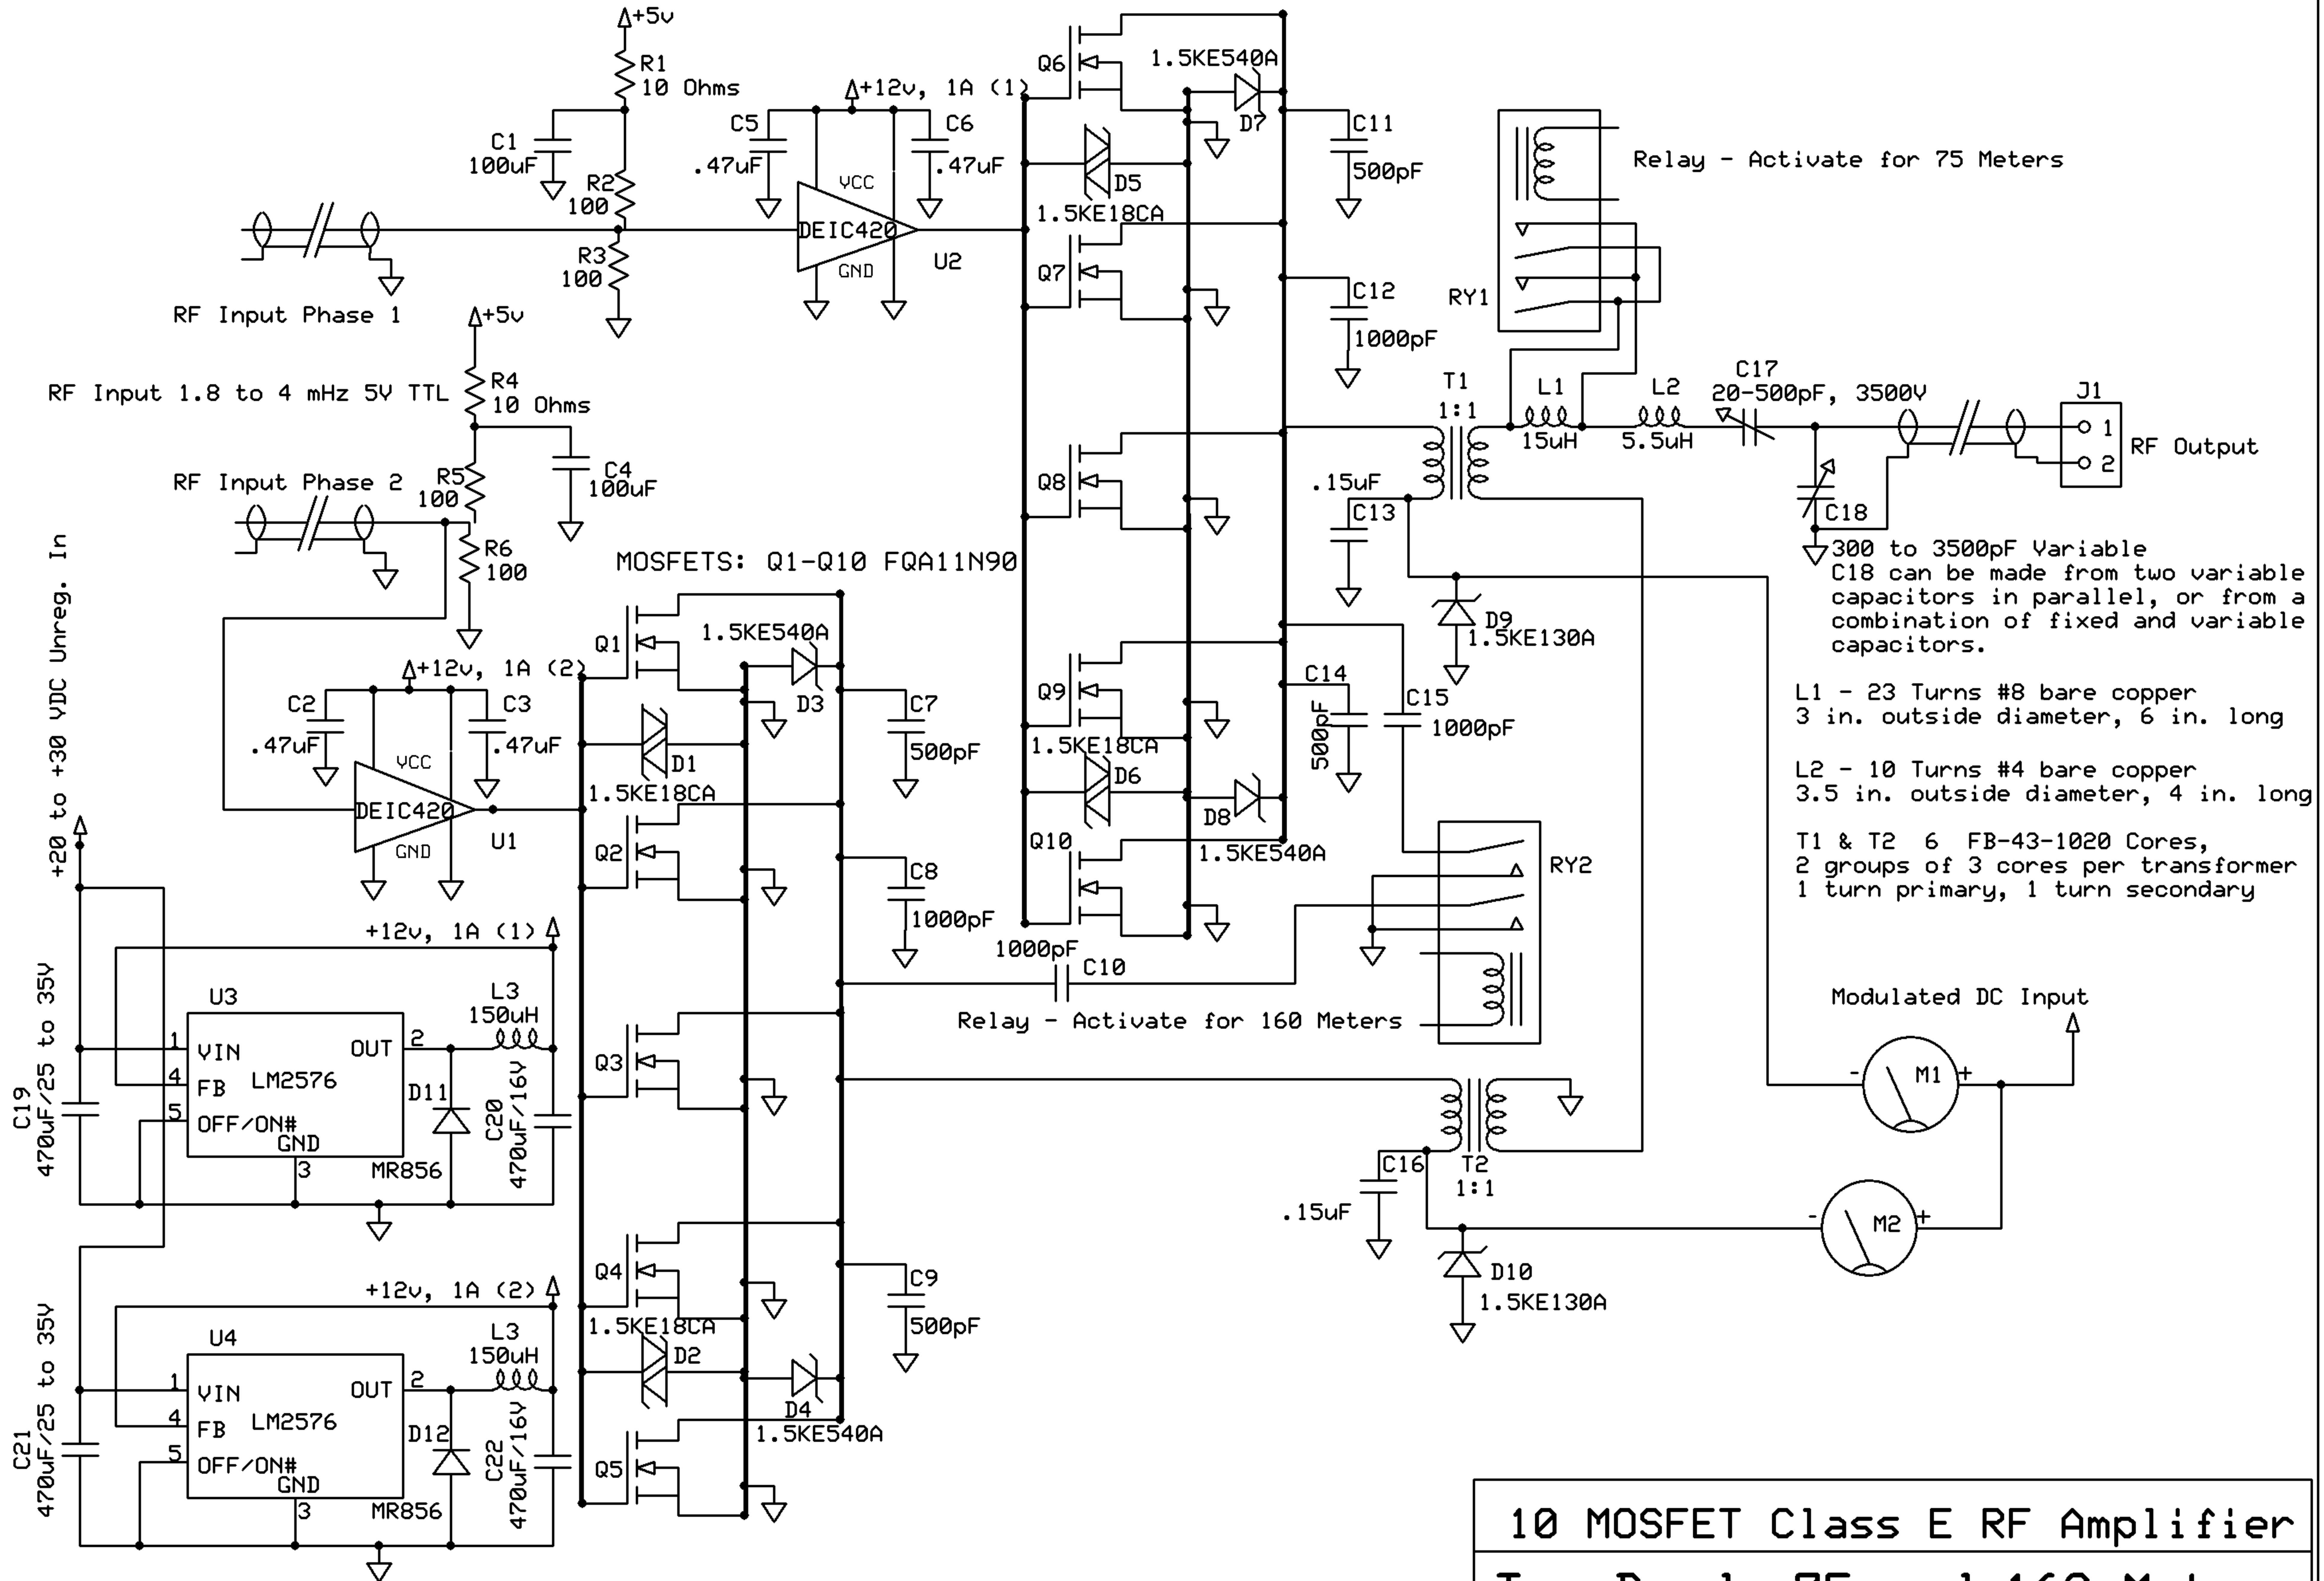 +5v
R1
10 Ohms
C1
100uF
R2
100
R3
100
RF Input Phase 1
C5
.47uF
+12v, 1A (1)
C6
.47uF
VCC
DEIC420
GND
U2
Q6
1.5KE540A
D7
D5
1.5KE18CA
Q7
C11
500pF
C12
1000pF
Relay - Activate for 75 Meters
RY1
+5v
RF Input 1.8 to 4 mHz 5V TTL
R4
10 Ohms
RF Input Phase 2
R5
100
C4
100uF
R6
100
MOSFETS: Q1-Q10 FQA11N90
Q8
T1
1:1
L1
15uH
L2
5.5uH
C17
20-500pF, 3500V
J1
1
2
RF Output
.15uF
C13
C18
300 to 3500pF Variable
C18 can be made from two variable
capacitors in parallel, or from a
combination of fixed and variable
capacitors.
D9
1.5KE130A
Q9
1.5KE18CA
D6
D8
1.5KE540A
Q10
C14
500pF
C15
1000pF
RY2
L1 - 23 Turns #8 bare copper
3 in. outside diameter, 6 in. long
L2 - 10 Turns #4 bare copper
3.5 in. outside diameter, 4 in. long
T1 & T2 6 FB-43-1020 Cores,
2 groups of 3 cores per transformer
1 turn primary, 1 turn secondary
+20 to +30 VDC Unreg. In
+12v, 1A (2)
C2
.47uF
C3
.47uF
VCC
DEIC420
GND
U1
Q1
1.5KE540A
D3
D1
1.5KE18CA
Q2
C7
500pF
C8
1000pF
1000pF
C10
Relay - Activate for 160 Meters
Q3
Q4
1.5KE18CA
D2
D4
1.5KE540A
Q5
C9
500pF
Modulated DC Input
-
M1
+
-
M2
+
C16
.15uF
T2
1:1
D10
1.5KE130A
+12v, 1A (1)
U3
L3
150uH
1
VIN
OUT
2
4
FB
LM2576
5
OFF/ON#
GND
3
D11
MR856
C19
470uF/25 to 35V
C20
470uF/16V
+12v, 1A (2)
U4
L3
150uH
1
VIN
OUT
2
4
FB
LM2576
5
OFF/ON#
GND
3
D12
MR856
C21
470uF/25 to 35V
C22
470uF/16V
10 MOSFET Class E RF Amplifier